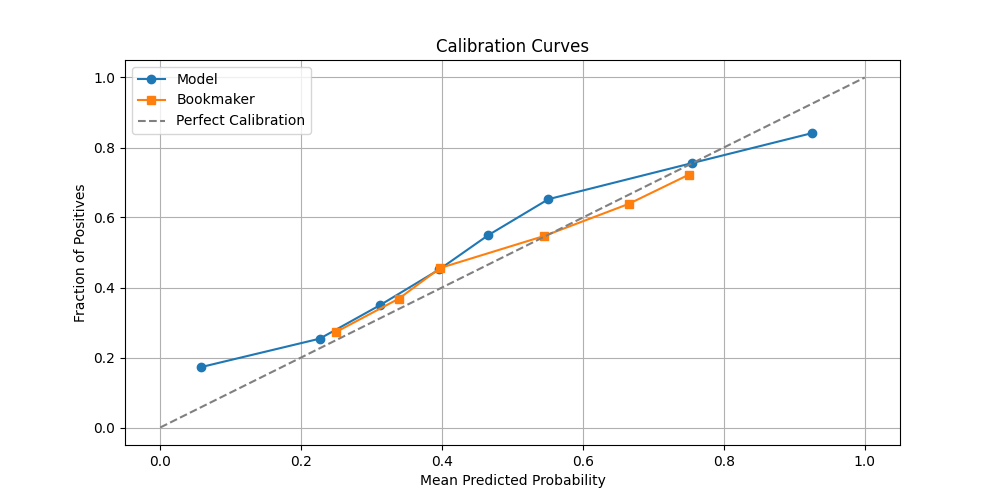 Calibration Curves
Model
Bookmaker
Perfect Calibration
Fraction of Positives
1.0
0.8
0.6
0.4
0.2
0.0
0.0 0.2 0.4 0.6 0.8 1.0
Mean Predicted Probability